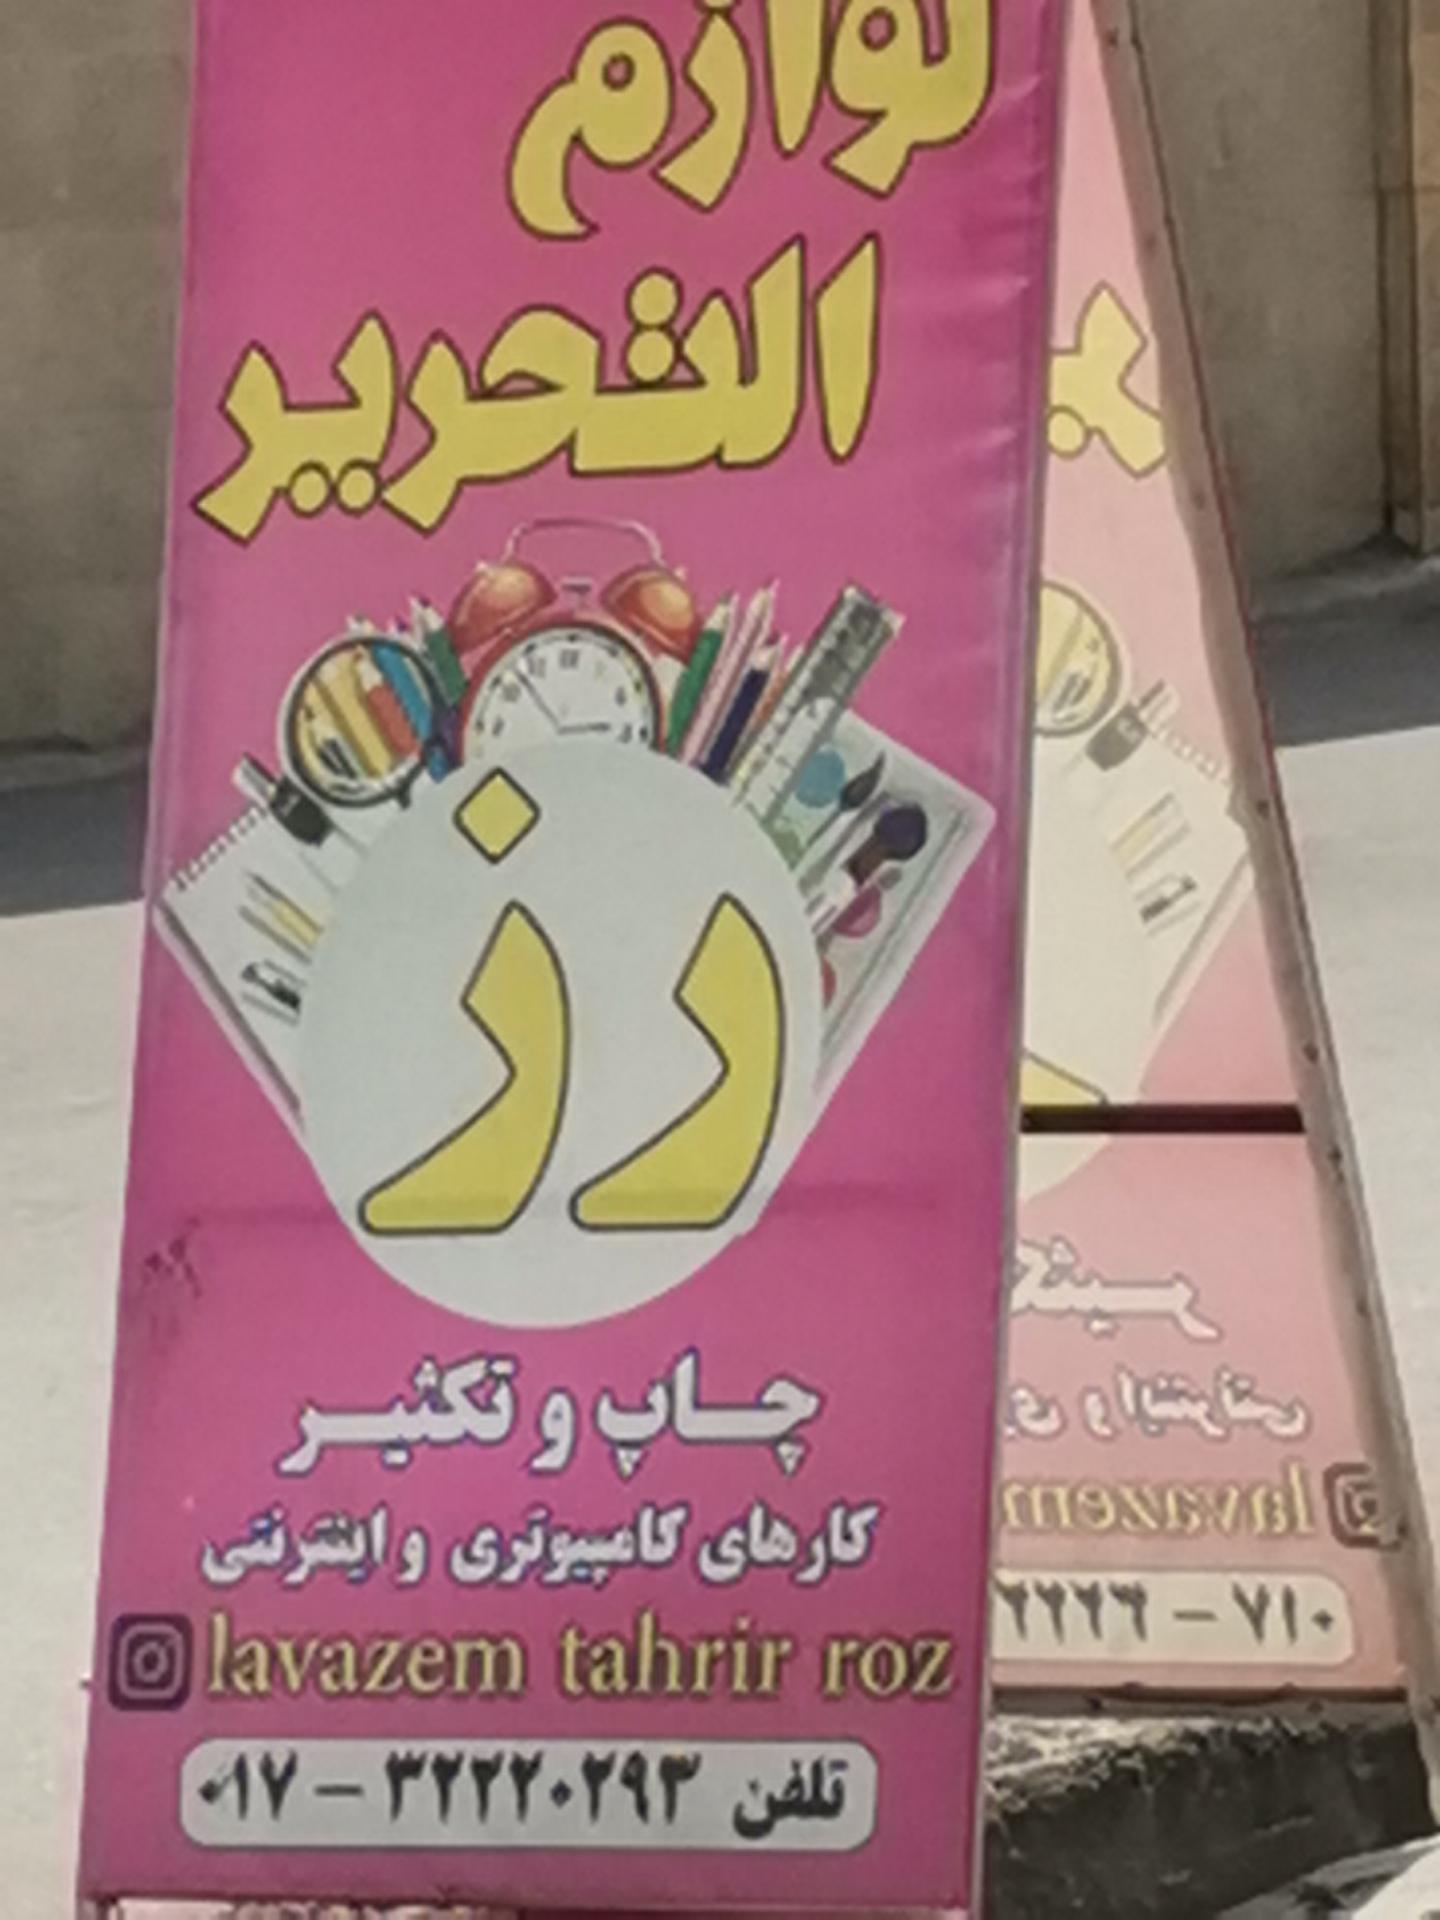 لوازم
التحریر
رز
چاپ و تکثیر
کارهای کامپیوتری و اینترنتی
lavazem tahrir roz
تلفن ۳۲۲۲۰۲۹۳ - ۰۱۷